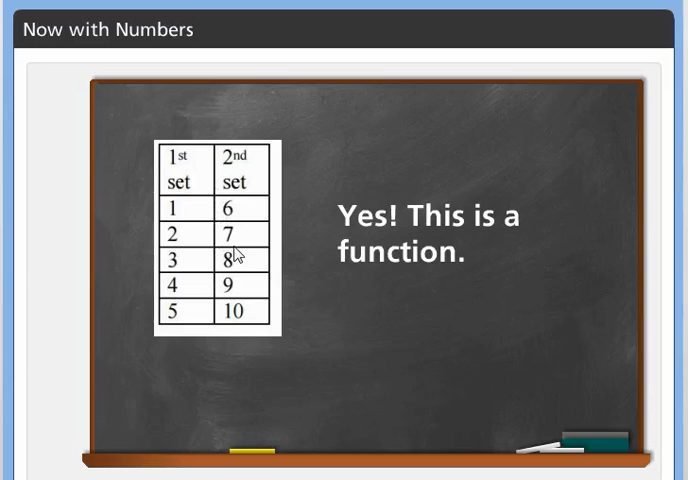 Now with Numbers
1st set 2nd set
1 6
2 7
3 8
4 9
5 10
Yes! This is a
function.